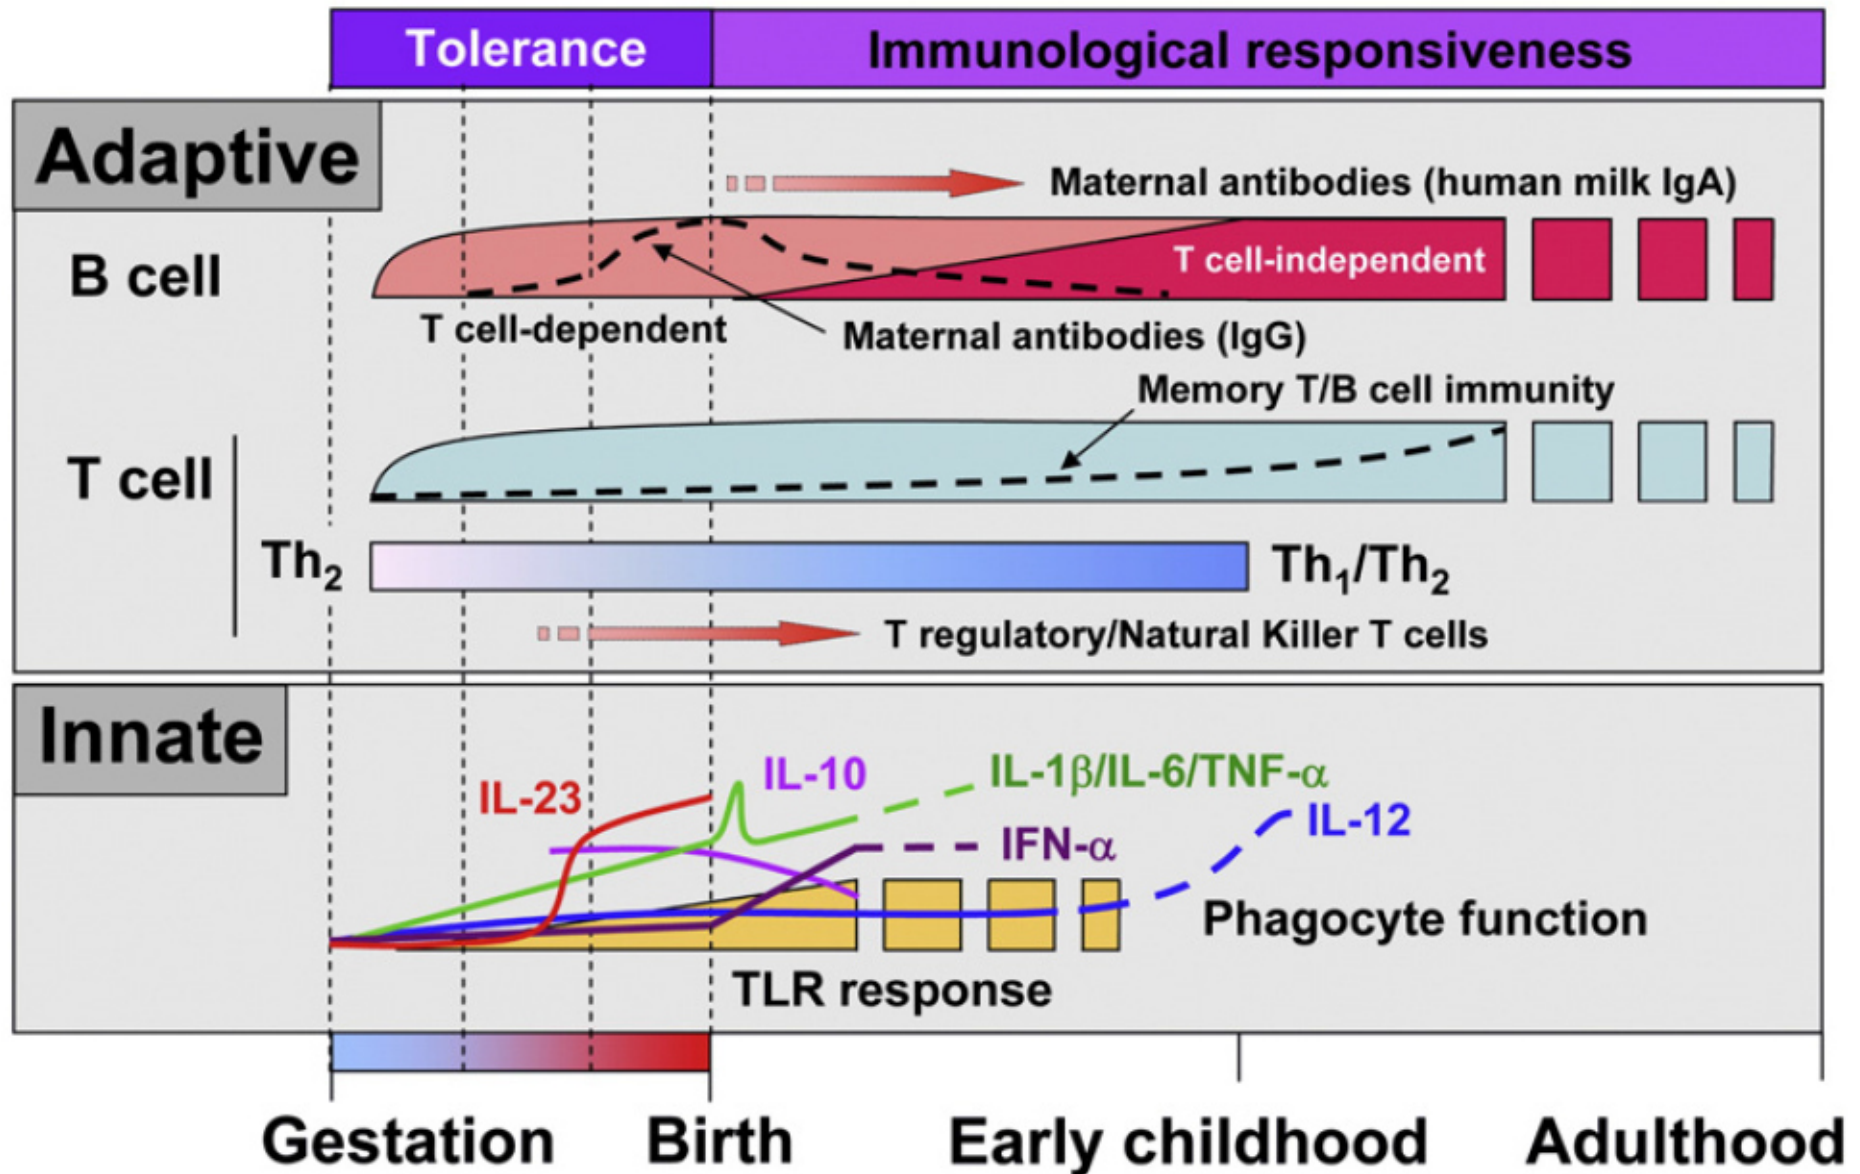 Tolerance
Immunological responsiveness
Adaptive
Maternal antibodies (human milk IgA)
B cell
T cell-independent
T cell-dependent
Maternal antibodies (IgG)
Memory T/B cell immunity
T cell
Th₂
Th₁/Th₂
T regulatory/Natural Killer T cells
Innate
IL-23
IL-10
IL-1β/IL-6/TNF-α
IL-12
IFN-α
Phagocyte function
TLR response
Gestation
Birth
Early childhood
Adulthood